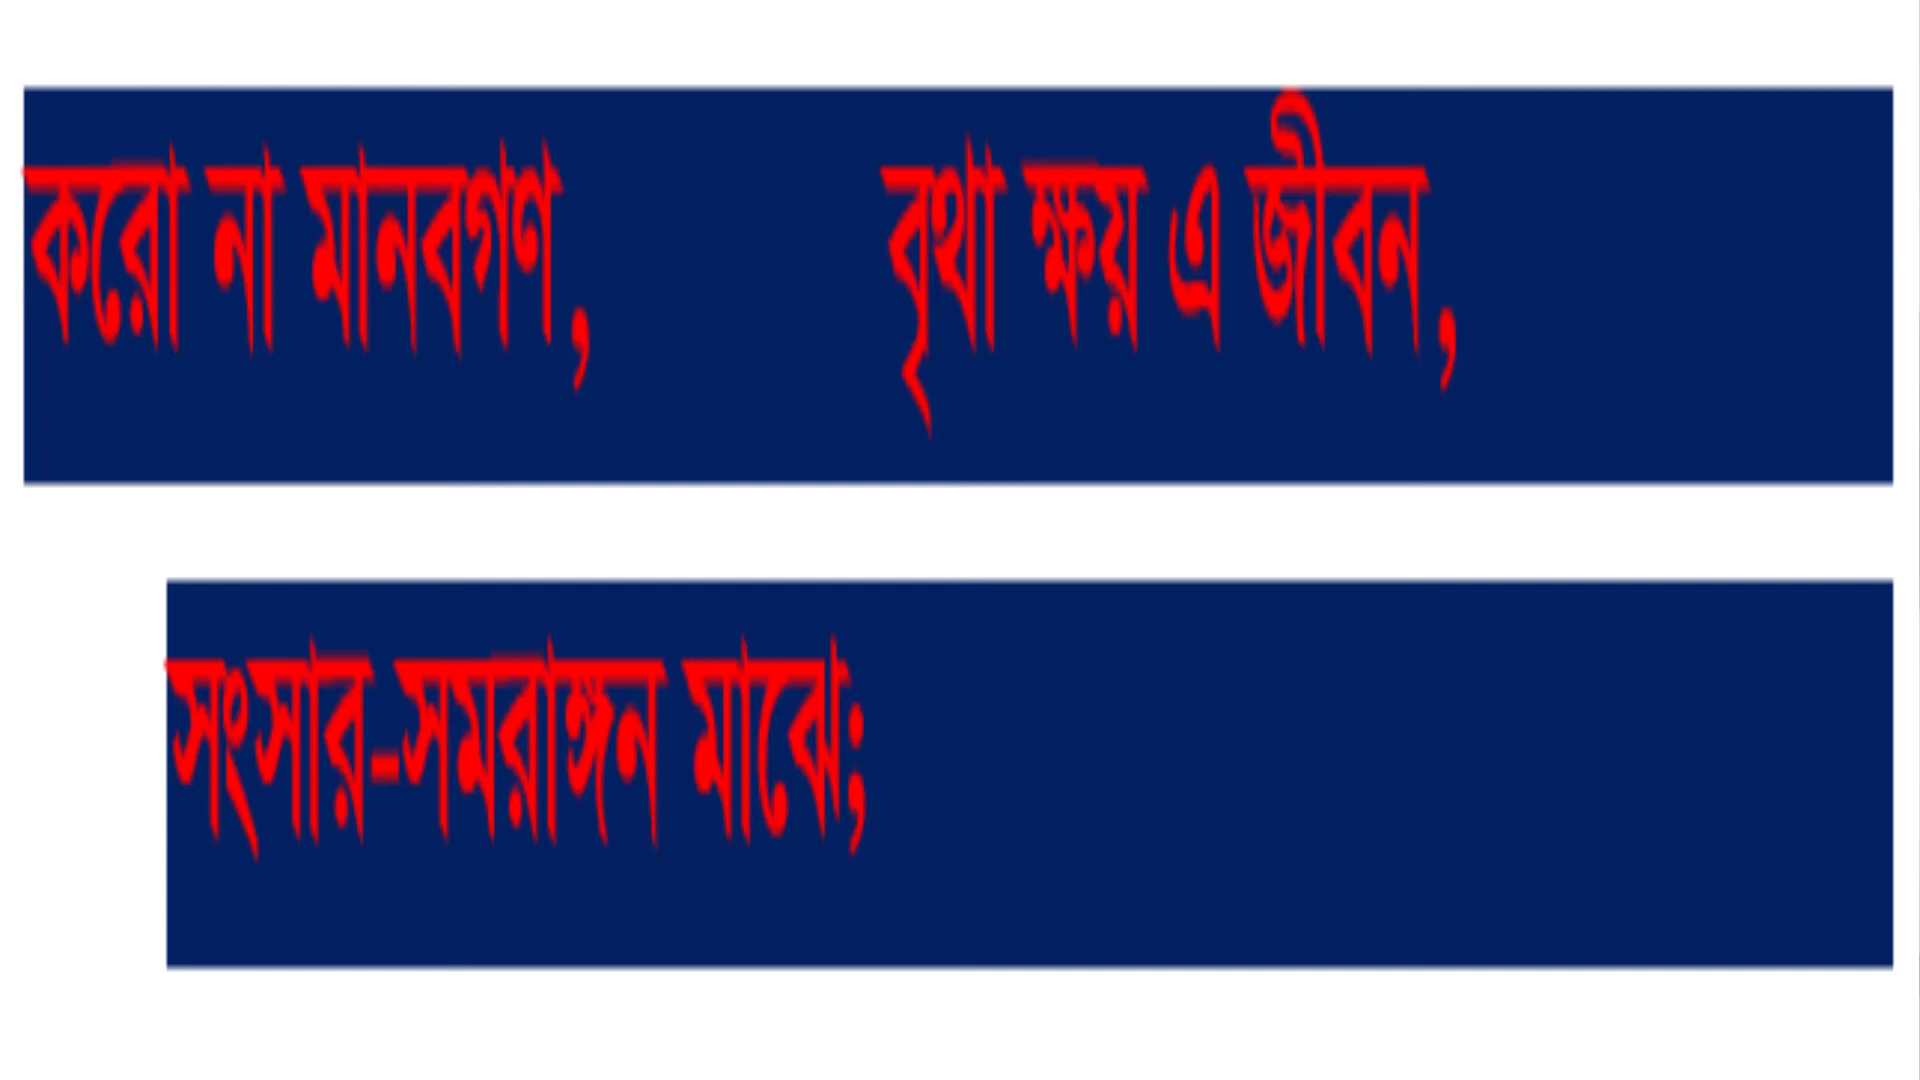 করো না মানবগণ, বৃথা ক্ষয় এ জীবন,
সংসার-সমরাঙ্গন মাঝে;